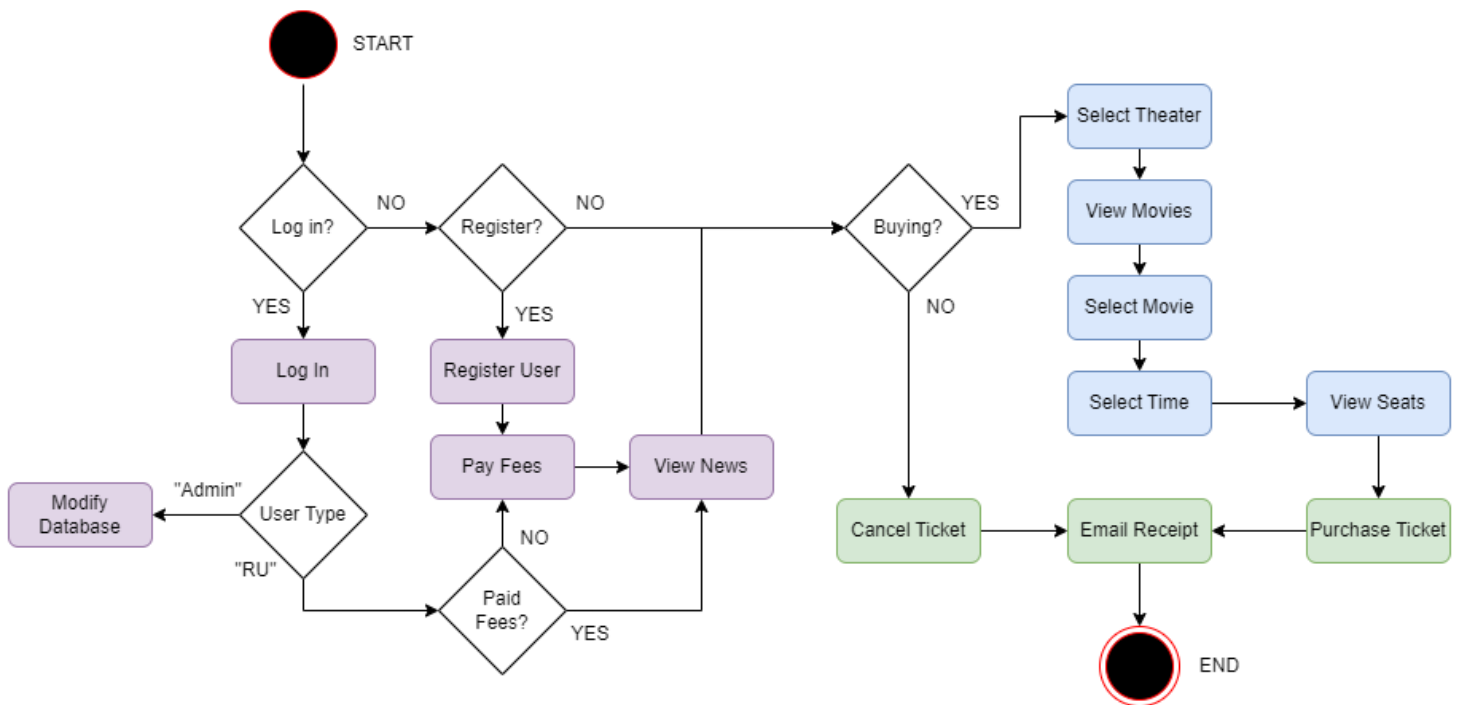 START
Log in?
NO
Register?
NO
Buying?
YES
Select Theater
View Movies
Select Movie
Select Time
View Seats
YES
Log In
YES
Register User
NO
Pay Fees
View News
"Admin"
Modify
Database
User Type
"RU"
NO
Paid
Fees?
YES
Cancel Ticket
Email Receipt
Purchase Ticket
END